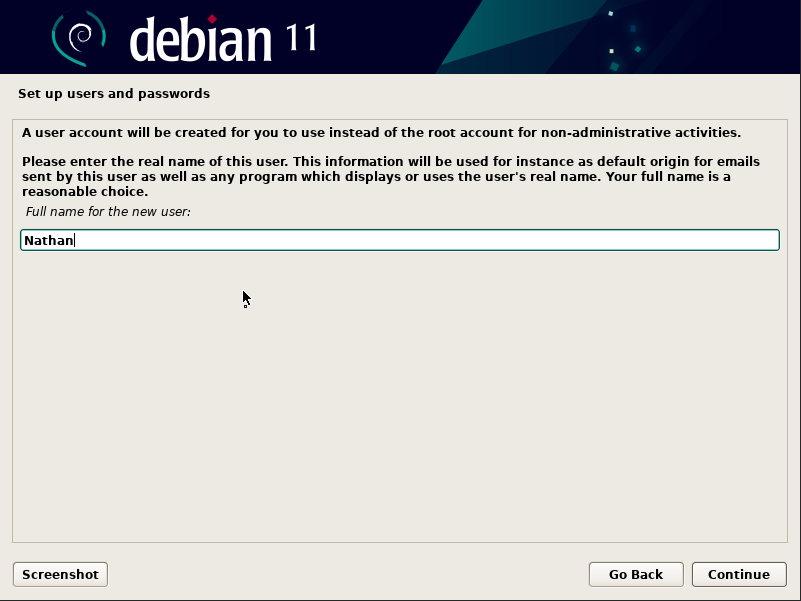 debian 11
Set up users and passwords
A user account will be created for you to use instead of the root account for non-administrative activities.
Please enter the real name of this user. This information will be used for instance as default origin for emails
sent by this user as well as any program which displays or uses the user's real name. Your full name is a
reasonable choice.
Full name for the new user:
Nathan
Screenshot
Go Back
Continue